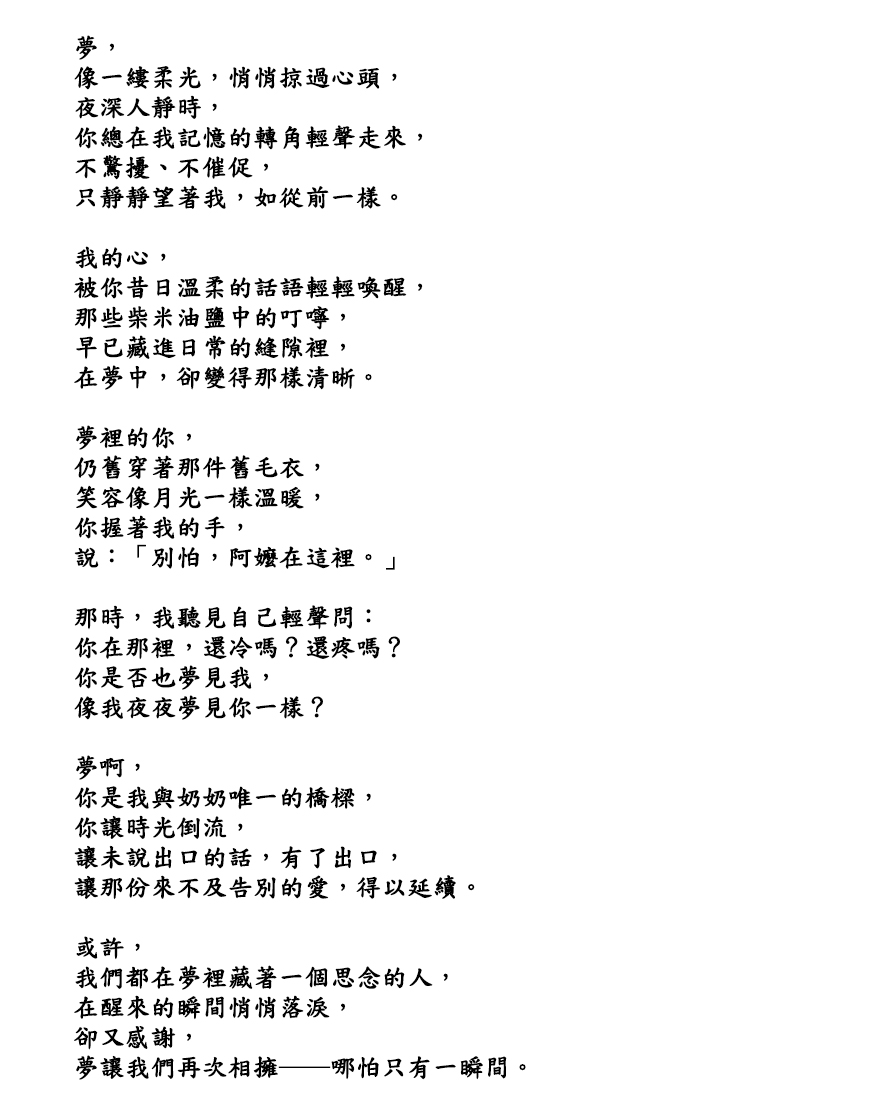 夢，
像一縷柔光，悄悄掠過心頭，
夜深人靜時，
你總在我記憶的轉角輕聲走來，
不驚擾、不催促，
只靜靜望著我，如從前一樣。
我的心，
被你昔日溫柔的話語輕輕喚醒，
那些柴米油鹽中的叮嚀，
早已藏進日常的縫隙裡，
在夢中，卻變得那樣清晰。
夢裡的你，
仍舊穿著那件舊毛衣，
笑容像月光一樣溫暖，
你握著我的手，
說：「別怕，阿嬤在這裡。」
那時，我聽見自己輕聲問：
你在那裡，還冷嗎？還疼嗎？
你是否也夢見我，
像我夜夜夢見你一樣？
夢啊，
你是我與奶奶唯一的橋樑，
你讓時光倒流，
讓未說出口的話，有了出口，
讓那份來不及告別的愛，得以延續。
或許，
我們都在夢裡藏著一個思念的人，
在醒來的瞬間悄悄落淚，
卻又感謝，
夢讓我們再次相擁——哪怕只有一瞬間。